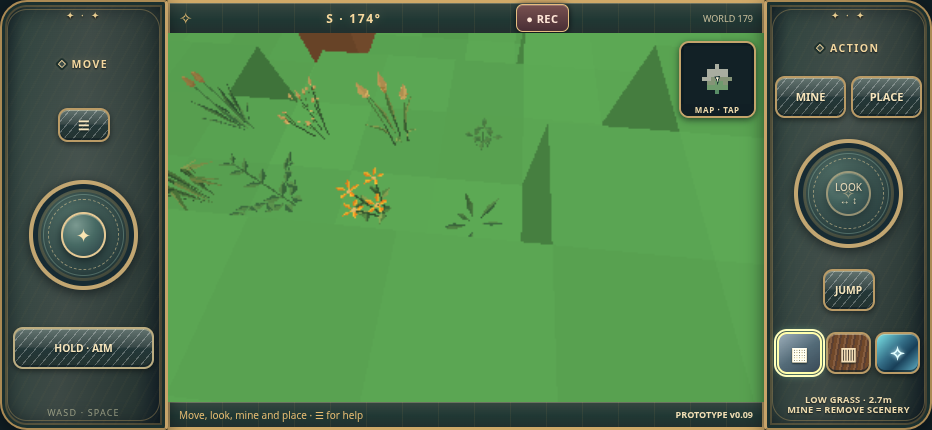 S · 174°
● REC
WORLD 179
MOVE
ACTION
MINE
PLACE
MAP · TAP
LOOK
JUMP
HOLD · AIM
WASD · SPACE
Move, look, mine and place · ☰ for help
PROTOTYPE v0.09
LOW GRASS · 2.7m
MINE = REMOVE SCENERY